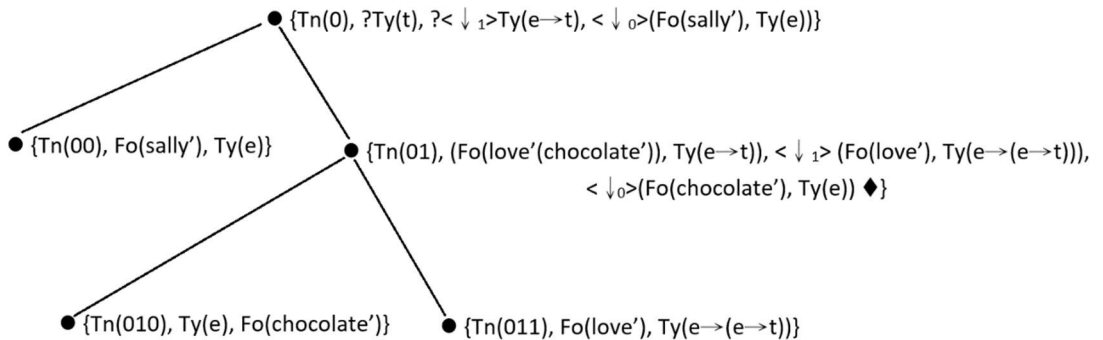 {Tn(0), ?Ty(t), ?< ↓ ₁>Ty(e→t), < ↓ ₀>(Fo(sally’), Ty(e))}
{Tn(00), Fo(sally’), Ty(e)}
{Tn(01), (Fo(love’(chocolate’)), Ty(e→t)), < ↓ ₁> (Fo(love’), Ty(e→(e→t))),
< ↓₀>(Fo(chocolate’), Ty(e)) ♦}
{Tn(010), Ty(e), Fo(chocolate’)}
{Tn(011), Fo(love’), Ty(e→(e→t))}